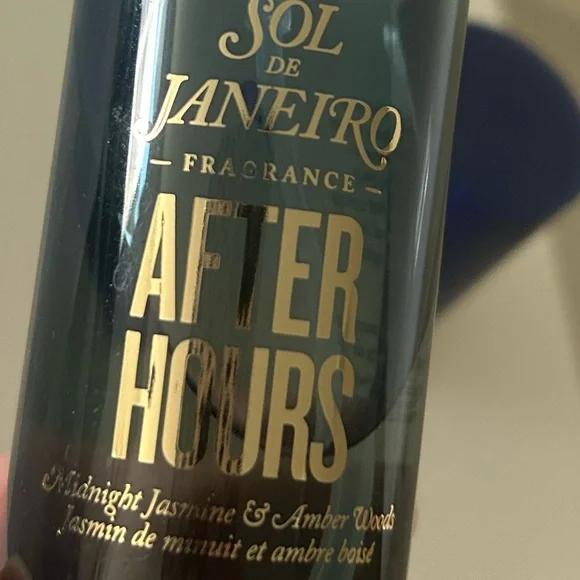 SOL
DE
JANEIRO
— FRAGRANCE —
AFTER
HOURS
Midnight Jasmine & Amber Woods
Jasmin de minuit et ambre boisé